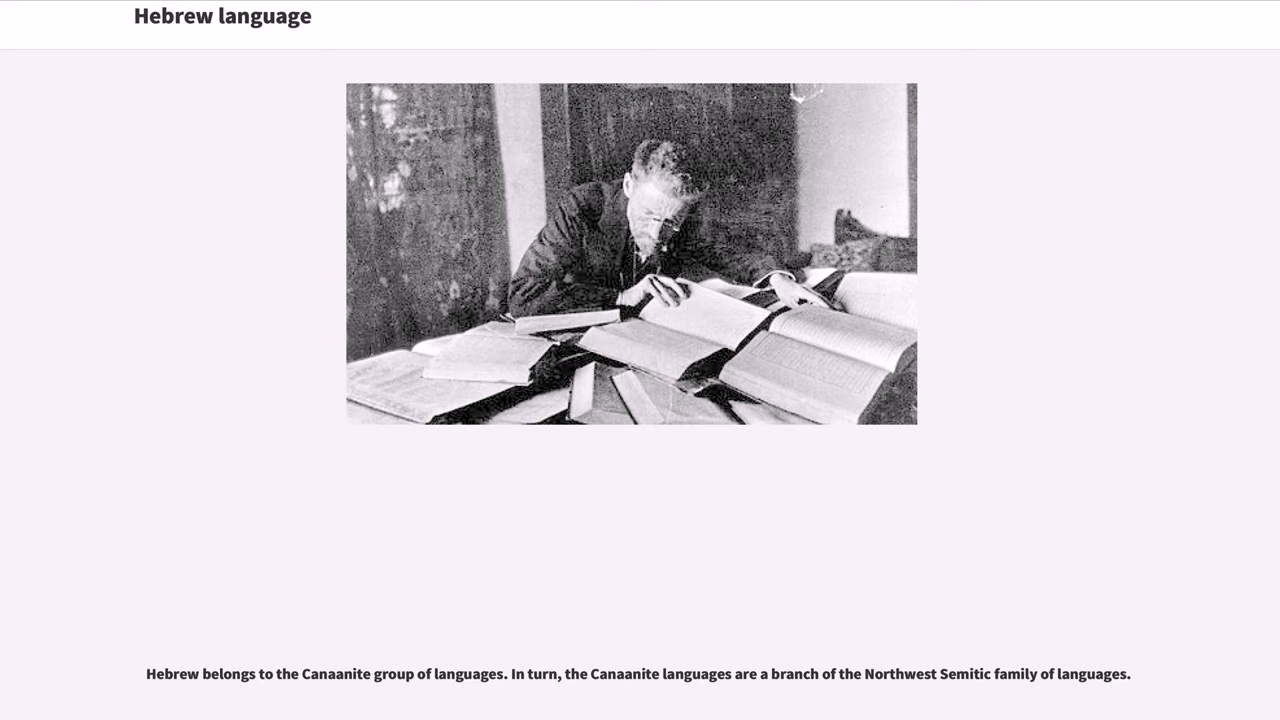 Hebrew language
Hebrew belongs to the Canaanite group of languages. In turn, the Canaanite languages are a branch of the Northwest Semitic family of languages.